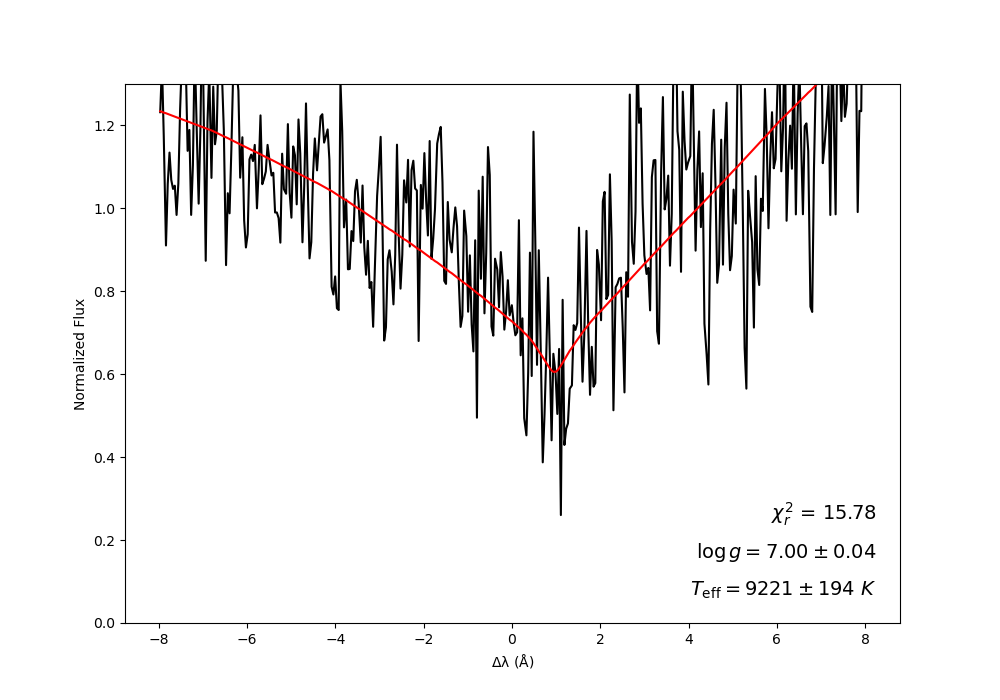 Normalized Flux
1.2
1.0
0.8
0.6
0.4
0.2
0.0
χ²ᵣ = 15.78
log g = 7.00 ± 0.04
T_eff = 9221 ± 194 K
−8 −6 −4 −2 0 2 4 6 8
Δλ (Å)